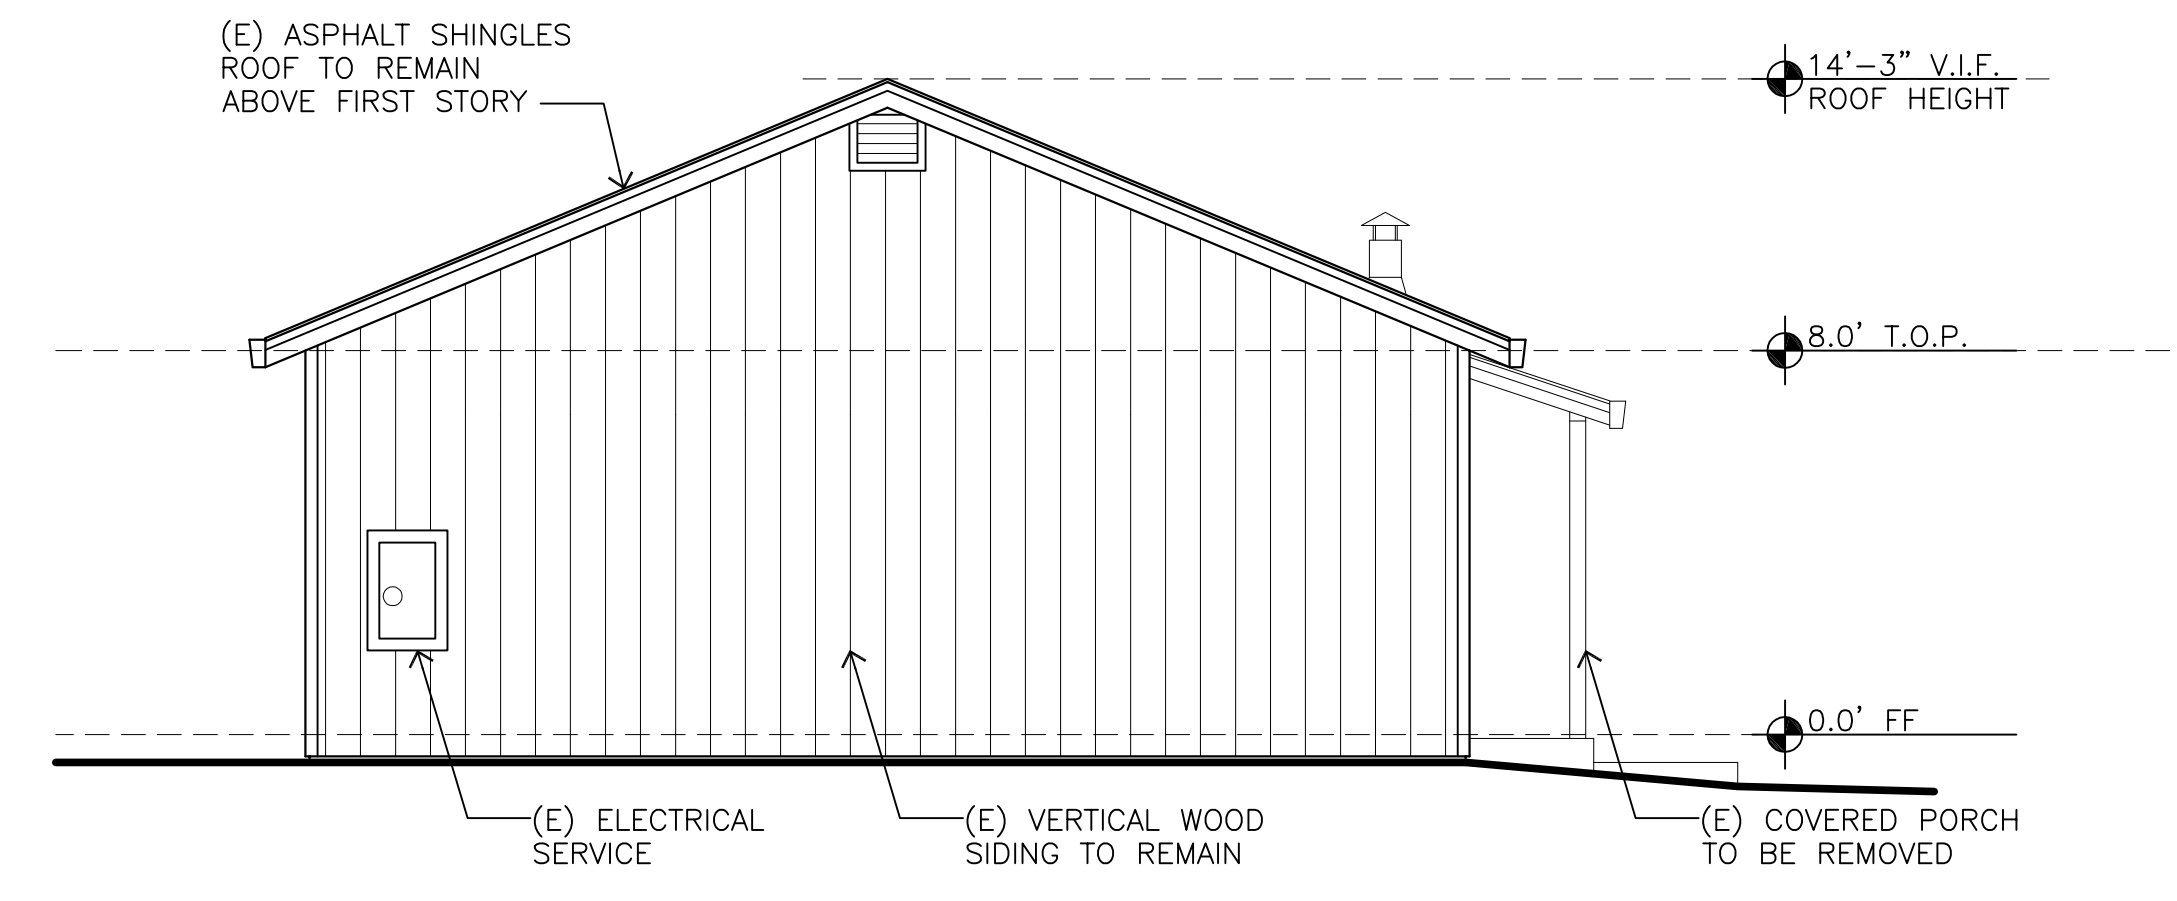 (E) ASPHALT SHINGLES
ROOF TO REMAIN
ABOVE FIRST STORY
14'-3" V.I.F.
ROOF HEIGHT
8.0' T.O.P.
0.0' FF
(E) ELECTRICAL
SERVICE
(E) VERTICAL WOOD
SIDING TO REMAIN
(E) COVERED PORCH
TO BE REMOVED